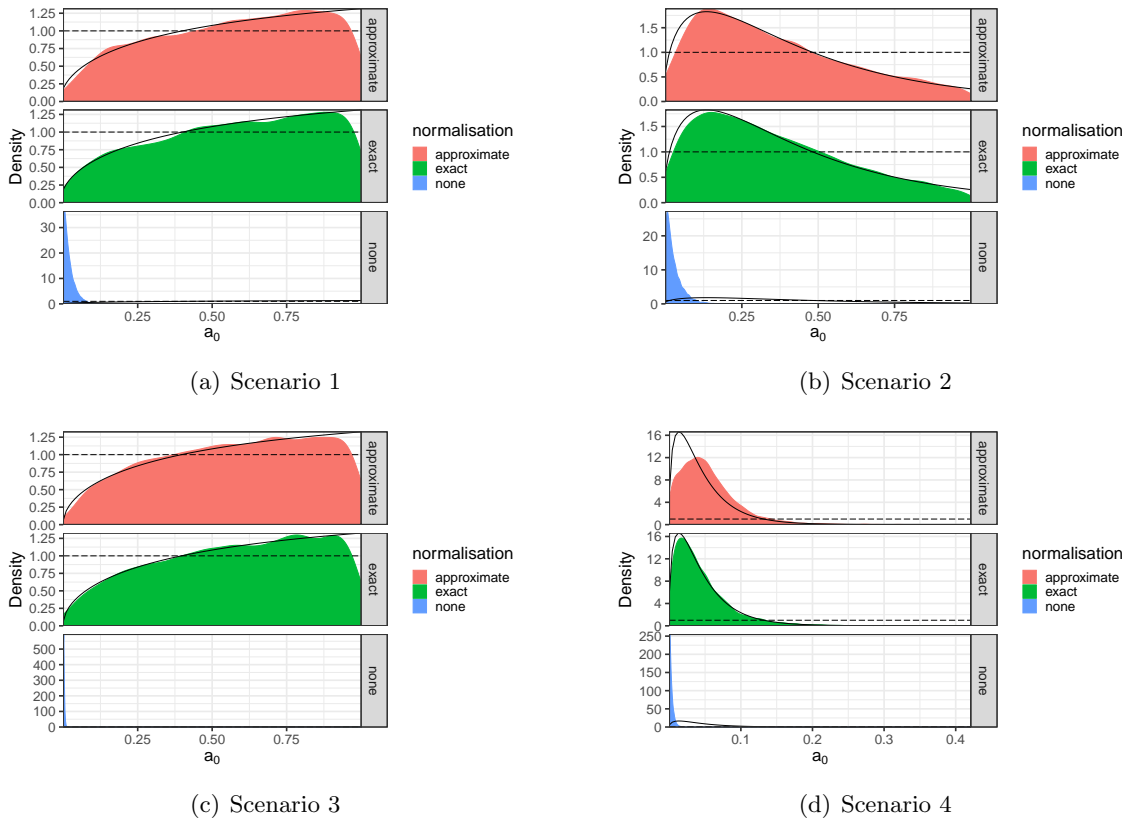 0.00
0.25
0.50
0.75
1.00
1.25
approximate
0.00
0.25
0.50
0.75
1.00
1.25
exact
0
10
20
30
none
0.25 0.50 0.75
a0
Density
normalisation
approximate
exact
none
(a) Scenario 1
0.0
0.5
1.0
1.5
approximate
0.0
0.5
1.0
1.5
exact
0
10
20
none
0.25 0.50 0.75
a0
Density
normalisation
approximate
exact
none
(b) Scenario 2
0.00
0.25
0.50
0.75
1.00
1.25
approximate
0.00
0.25
0.50
0.75
1.00
1.25
exact
0
100
200
300
400
500
none
0.25 0.50 0.75
a0
Density
normalisation
approximate
exact
none
(c) Scenario 3
0
4
8
12
16
approximate
0
4
8
12
16
exact
0
50
100
150
200
250
none
0.1 0.2 0.3 0.4
a0
Density
normalisation
approximate
exact
none
(d) Scenario 4